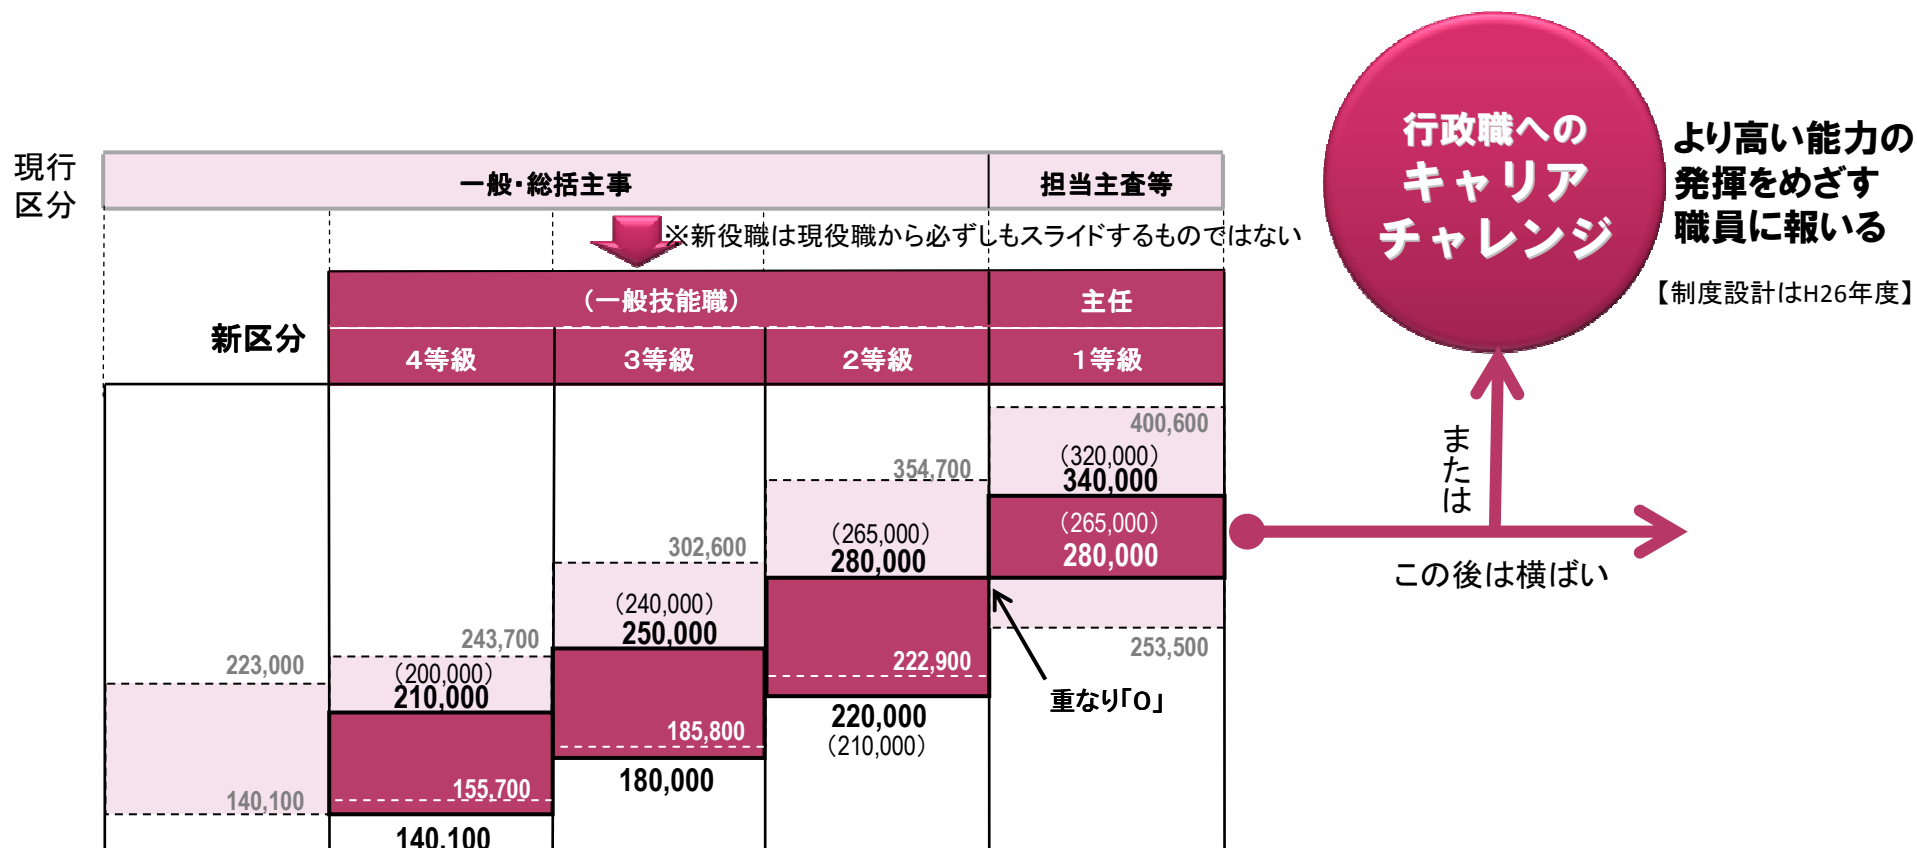 現行
区分
一般・総括主事
担当主査等
※新役職は現役職から必ずしもスライドするものではない
新区分
（一般技能職）
主任
４等級
３等級
２等級
１等級
行政職への
キャリア
チャレンジ
より高い能力の
発揮をめざす
職員に報いる
【制度設計はH26年度】
または
この後は横ばい
400,600
（320,000）
340,000
（265,000）
280,000
253,500
354,700
（265,000）
280,000
222,900
220,000
（210,000）
重なり「０」
302,600
（240,000）
250,000
185,800
180,000
243,700
（200,000）
210,000
155,700
140,100
223,000
140,100